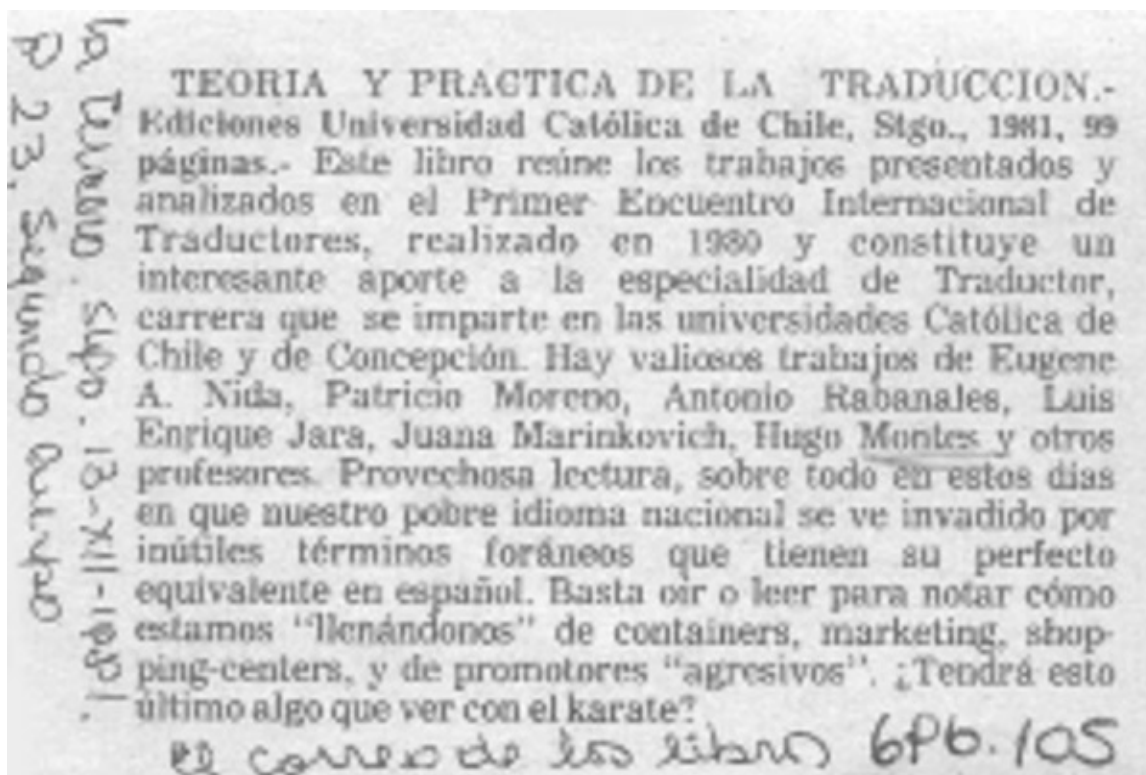 TEORIA Y PRACTICA DE LA TRADUCCION.-
Ediciones Universidad Católica de Chile, Stgo., 1981, 99
páginas.- Este libro reúne los trabajos presentados y
analizados en el Primer Encuentro Internacional de
Traductores, realizado en 1980 y constituye un
interesante aporte a la especialidad de Traductor,
carrera que se imparte en las universidades Católica de
Chile y de Concepción. Hay valiosos trabajos de Eugene
A. Nida, Patricio Moreno, Antonio Rabanales, Luis
Enrique Jara, Juana Marinkovich, Hugo Montes y otros
profesores. Provechosa lectura, sobre todo en estos días
en que nuestro pobre idioma nacional se ve invadido por
inútiles términos foráneos que tienen su perfecto
equivalente en español. Basta oír o leer para notar cómo
estamos "llenándonos" de containers, marketing, shop-
ping-centers, y de promotores "agresivos". ¿Tendrá esto
último algo que ver con el karate?
El correo de los libros 6P6.105
La Tercera. Stgo. 13-XII-1981.
P 23, segundo cuerpo